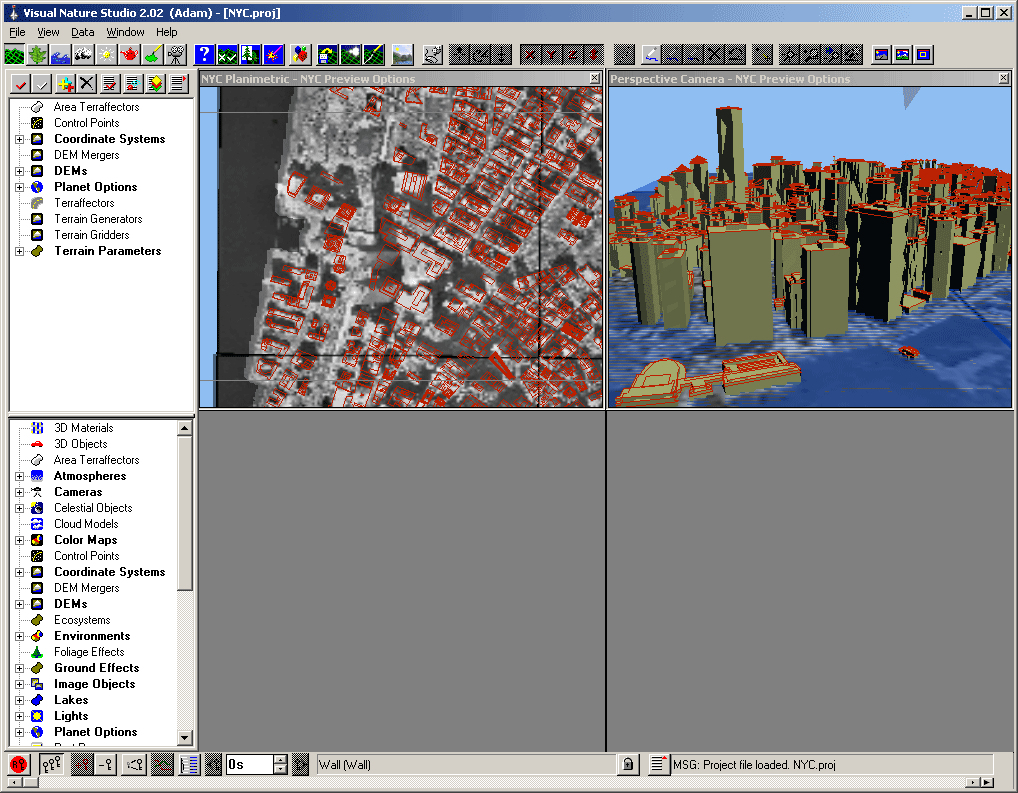 Visual Nature Studio 2.02 (Adam) - [NYC.proj]
File View Data Window Help
NYC Planimetric - NYC Preview Options
Perspective Camera - NYC Preview Options
Area Terraffectors
Control Points
Coordinate Systems
DEM Mergers
DEMs
Planet Options
Terraffectors
Terrain Generators
Terrain Gridders
Terrain Parameters
3D Materials
3D Objects
Area Terraffectors
Atmospheres
Cameras
Celestial Objects
Cloud Models
Color Maps
Control Points
Coordinate Systems
DEM Mergers
DEMs
Ecosystems
Environments
Foliage Effects
Ground Effects
Image Objects
Lakes
Lights
Planet Options
0s
Wall (Wall)
MSG: Project file loaded. NYC.proj